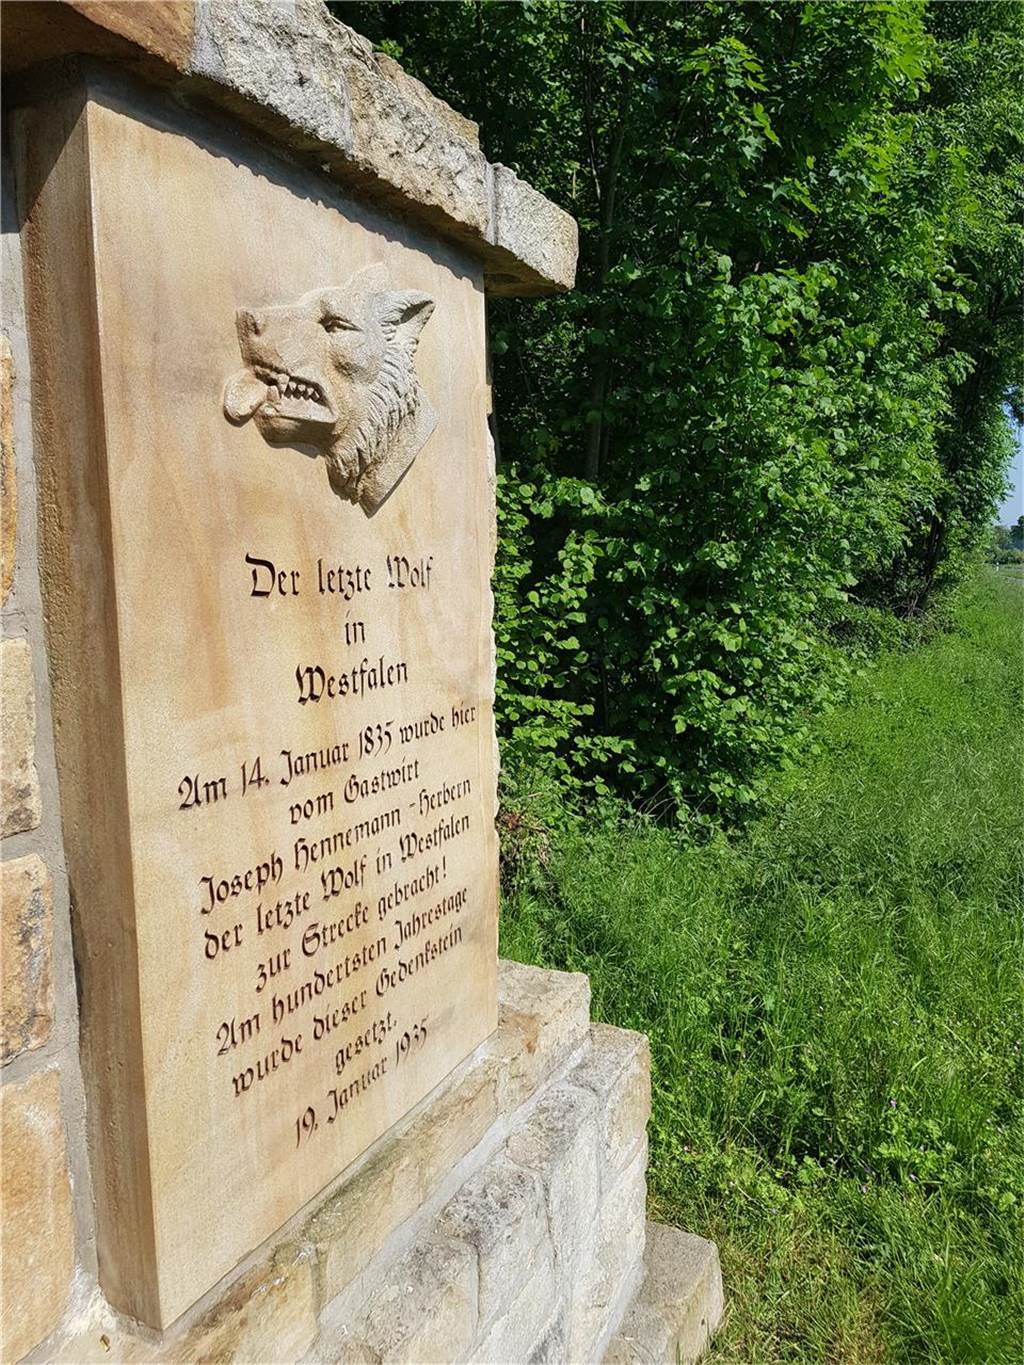 Der letzte Wolf
in
Westfalen
Am 14. Januar 1835 wurde hier
vom Gastwirt
Joseph Hennemann - Herbern
der letzte Wolf in Westfalen
zur Strecke gebracht!
Am hundertsten Jahrestage
wurde dieser Gedenkstein
gesetzt.
19. Januar 1935